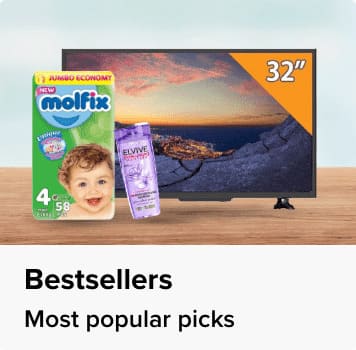 32"
JUMBO ECONOMY
NEW
molfix
ELVIVE
4
58
Bestsellers
Most popular picks